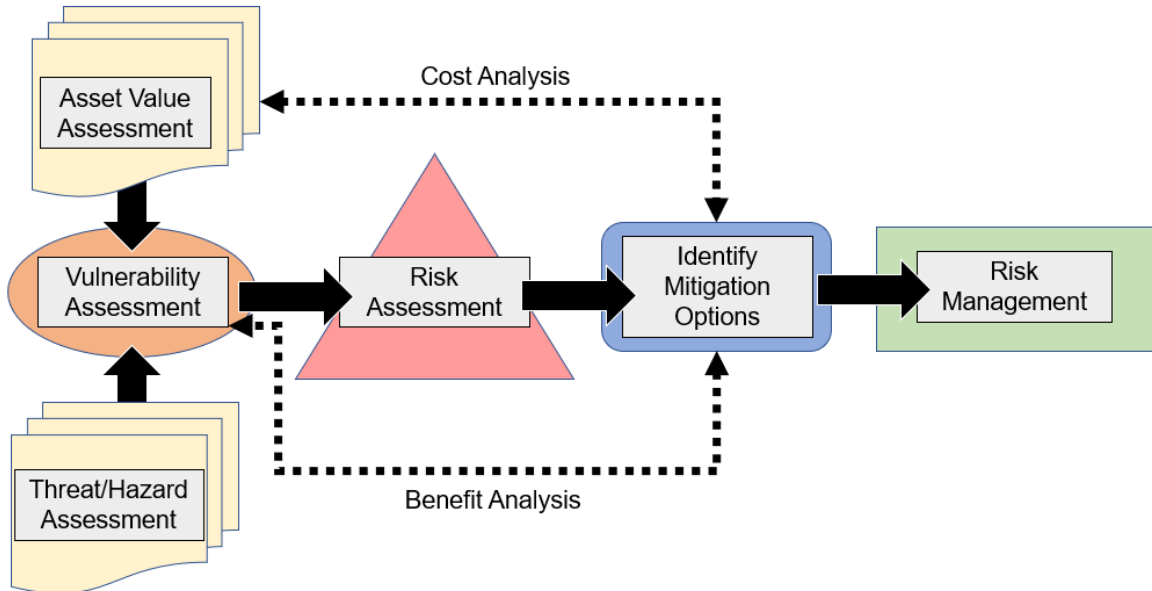 Asset Value
Assessment
Cost Analysis
Vulnerability
Assessment
Risk
Assessment
Identify
Mitigation
Options
Risk
Management
Threat/Hazard
Assessment
Benefit Analysis